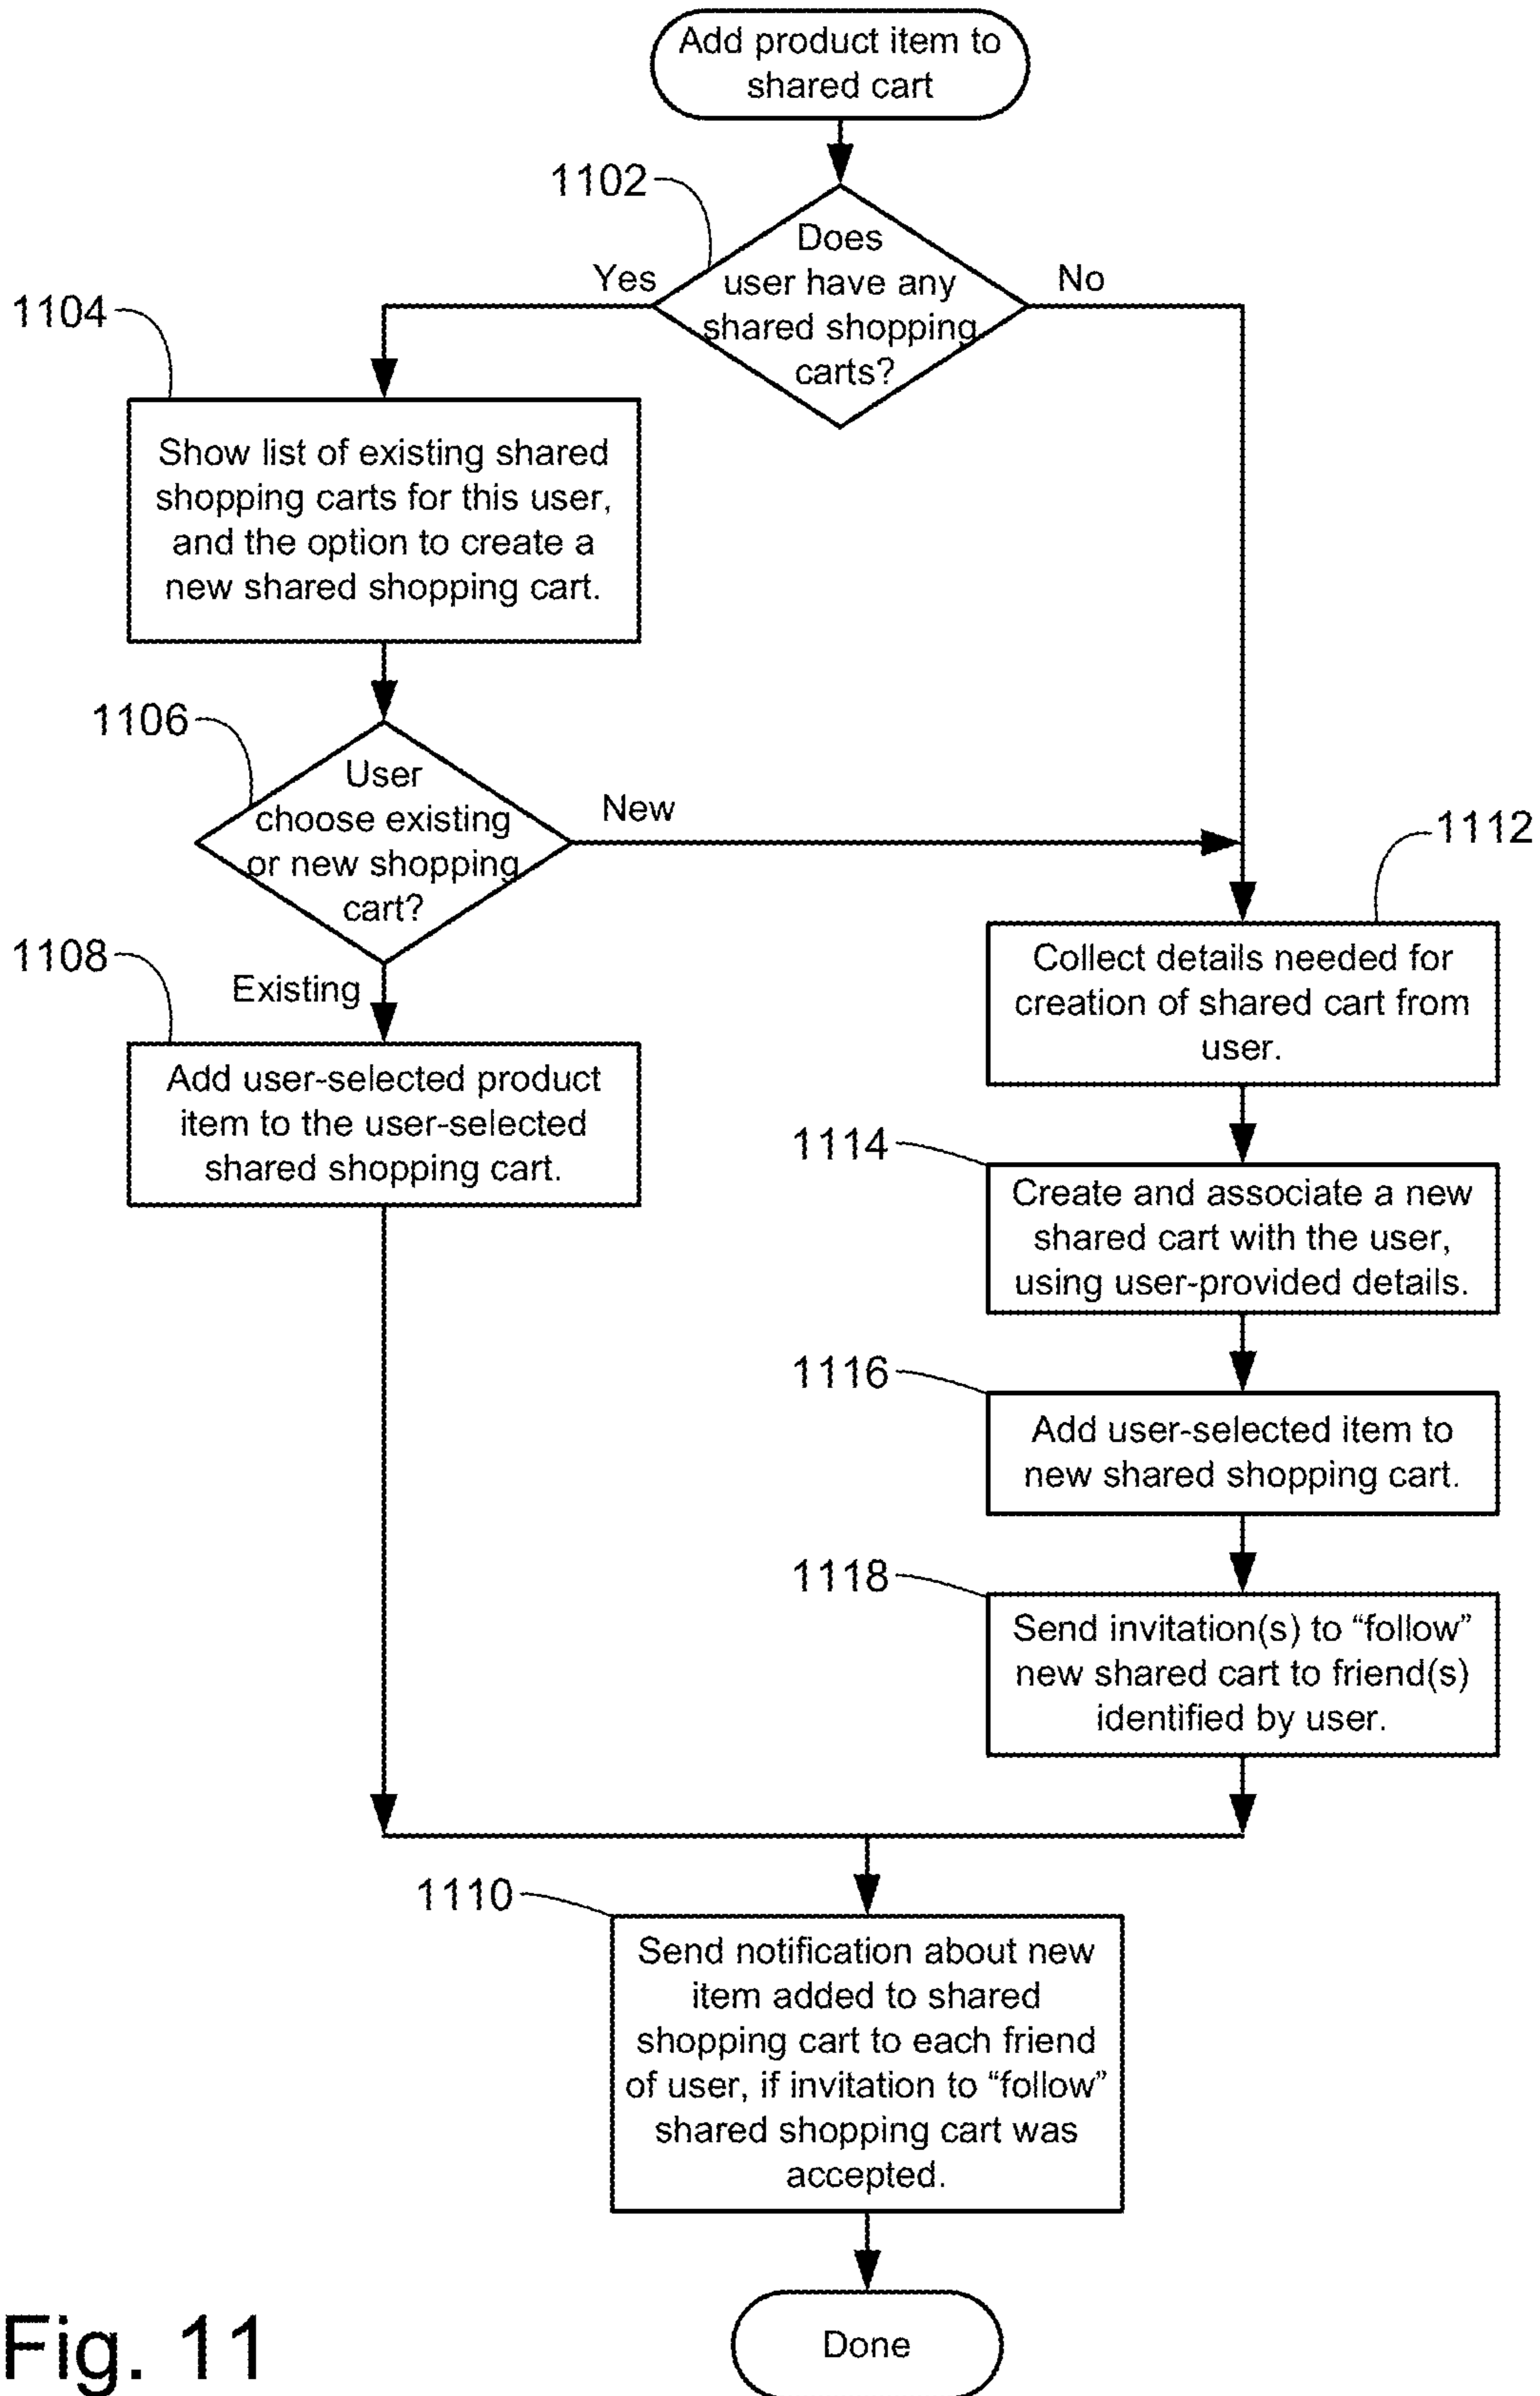 Add product item to
shared cart
1102
Does
user have any
shared shopping
carts?
Yes
No
1104
Show list of existing shared
shopping carts for this user,
and the option to create a
new shared shopping cart.
1106
User
choose existing
or new shopping
cart?
New
Existing
1108
Add user-selected product
item to the user-selected
shared shopping cart.
1112
Collect details needed for
creation of shared cart from
user.
1114
Create and associate a new
shared cart with the user,
using user-provided details.
1116
Add user-selected item to
new shared shopping cart.
1118
Send invitation(s) to “follow”
new shared cart to friend(s)
identified by user.
1110
Send notification about new
item added to shared
shopping cart to each friend
of user, if invitation to “follow”
shared shopping cart was
accepted.
Done
Fig. 11